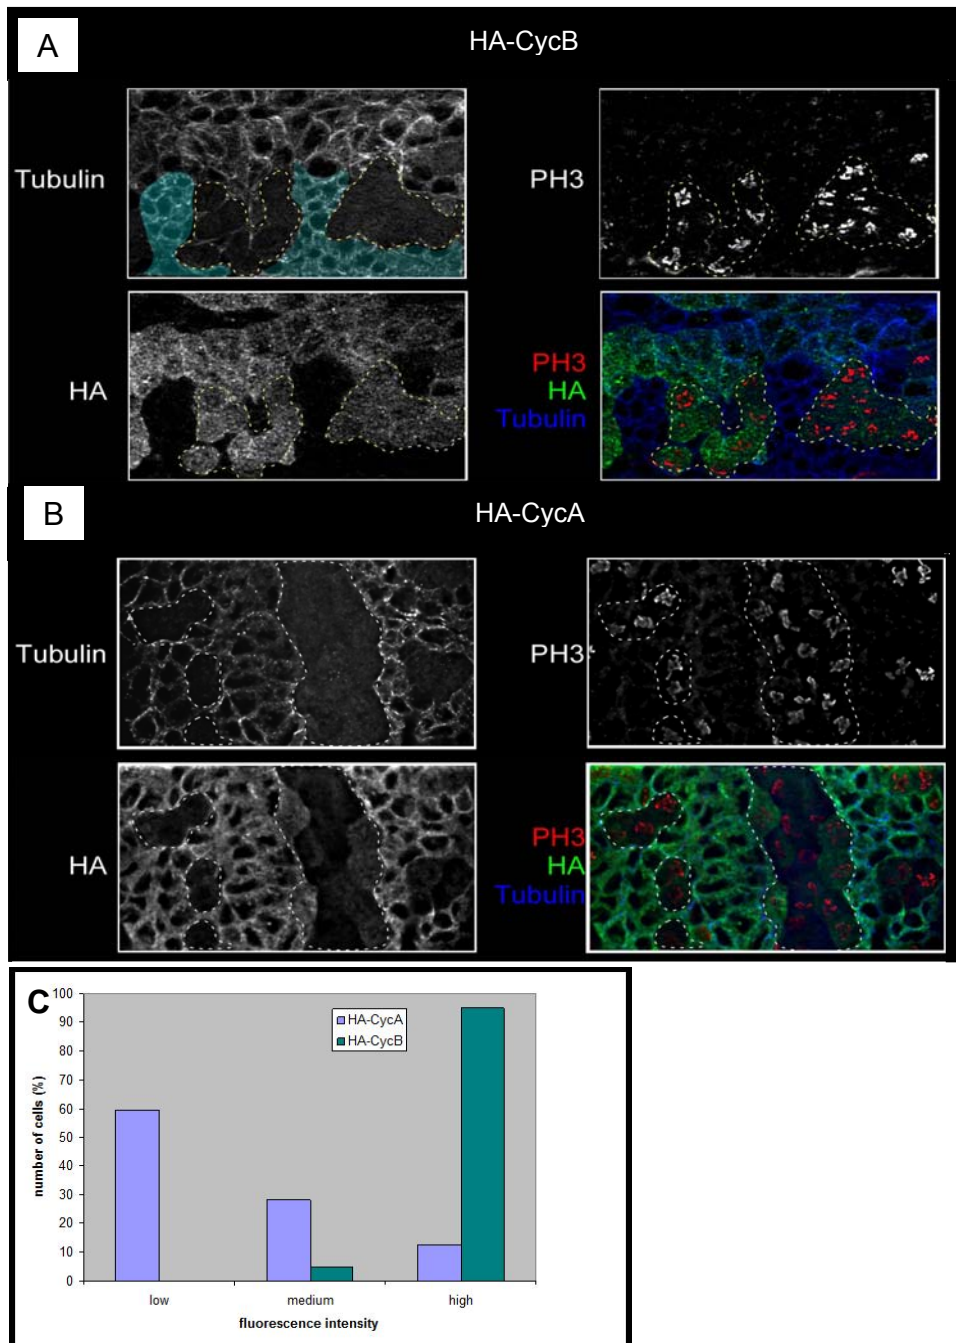 A
HA-CycB
Tubulin
PH3
HA
PH3
HA
Tubulin
B
HA-CycA
Tubulin
PH3
HA
PH3
HA
Tubulin
C
100
90
80
70
60
50
40
30
20
10
0
number of cells (%)
HA-CycA
HA-CycB
low medium high
fluorescence intensity